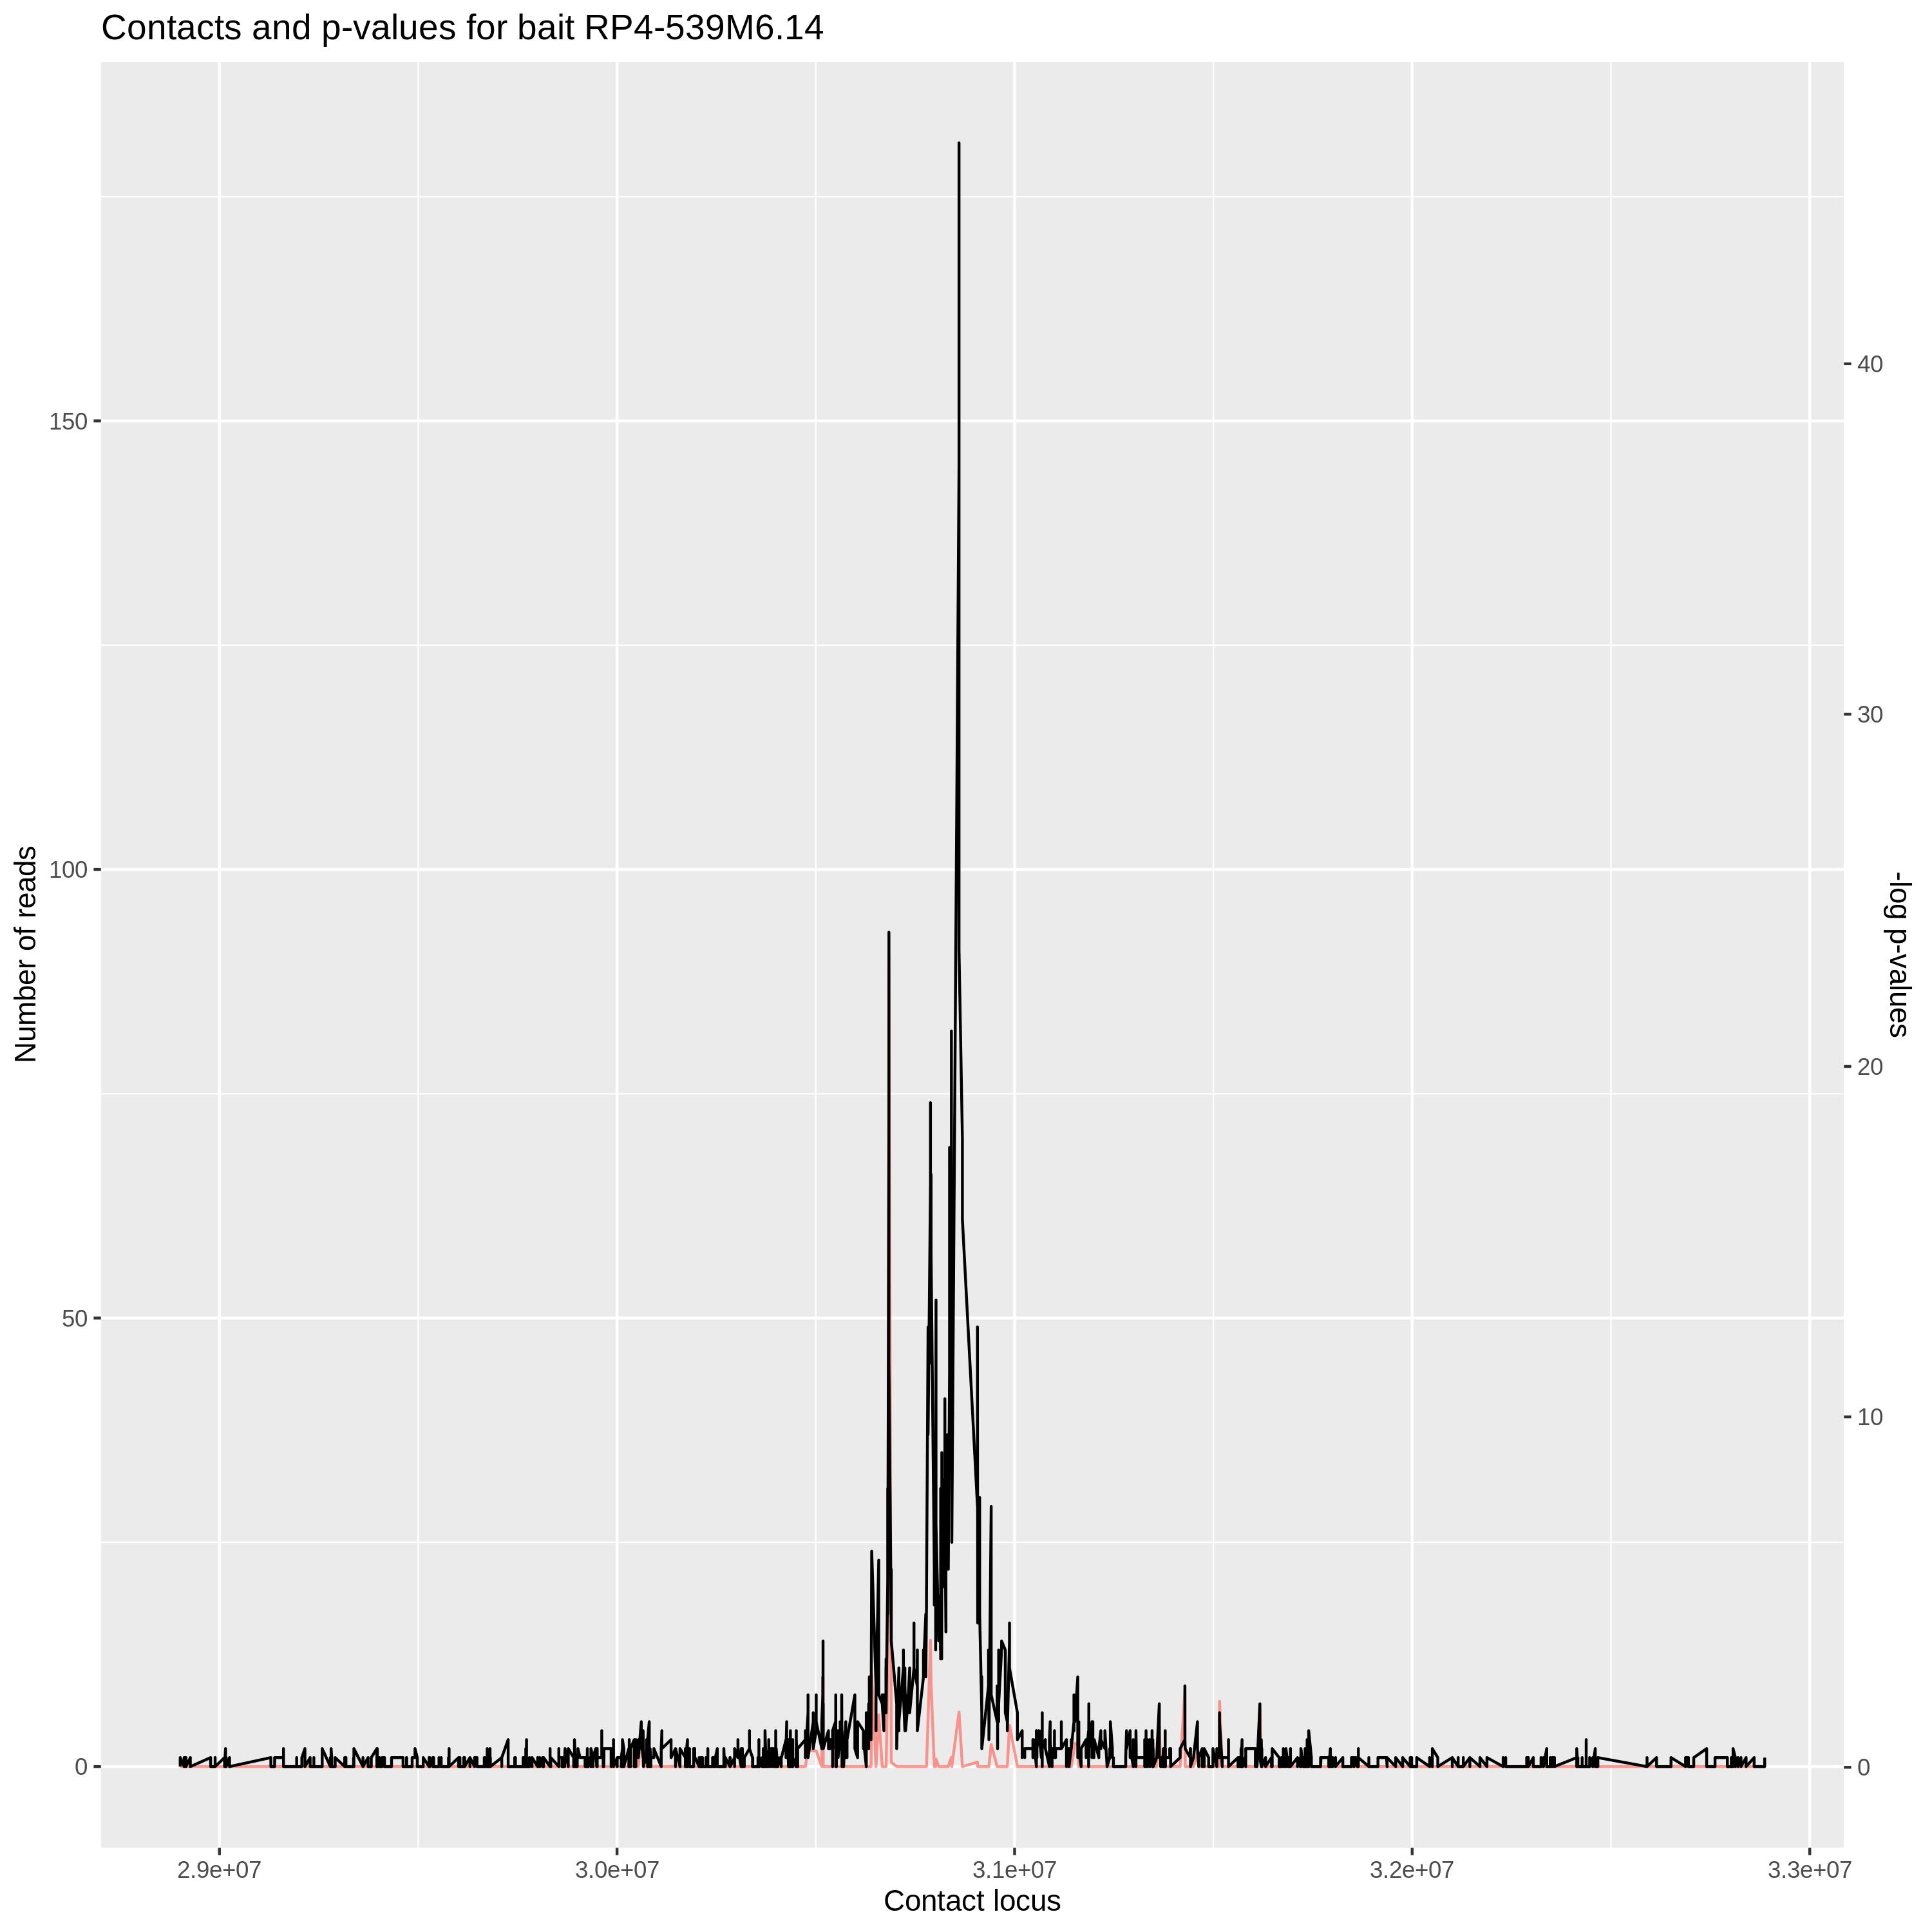 Contacts and p-values for bait RP4-539M6.14
150
100
50
0
Number of reads
40
30
20
10
0
-log p-values
2.9e+07 3.0e+07 3.1e+07 3.2e+07 3.3e+07
Contact locus